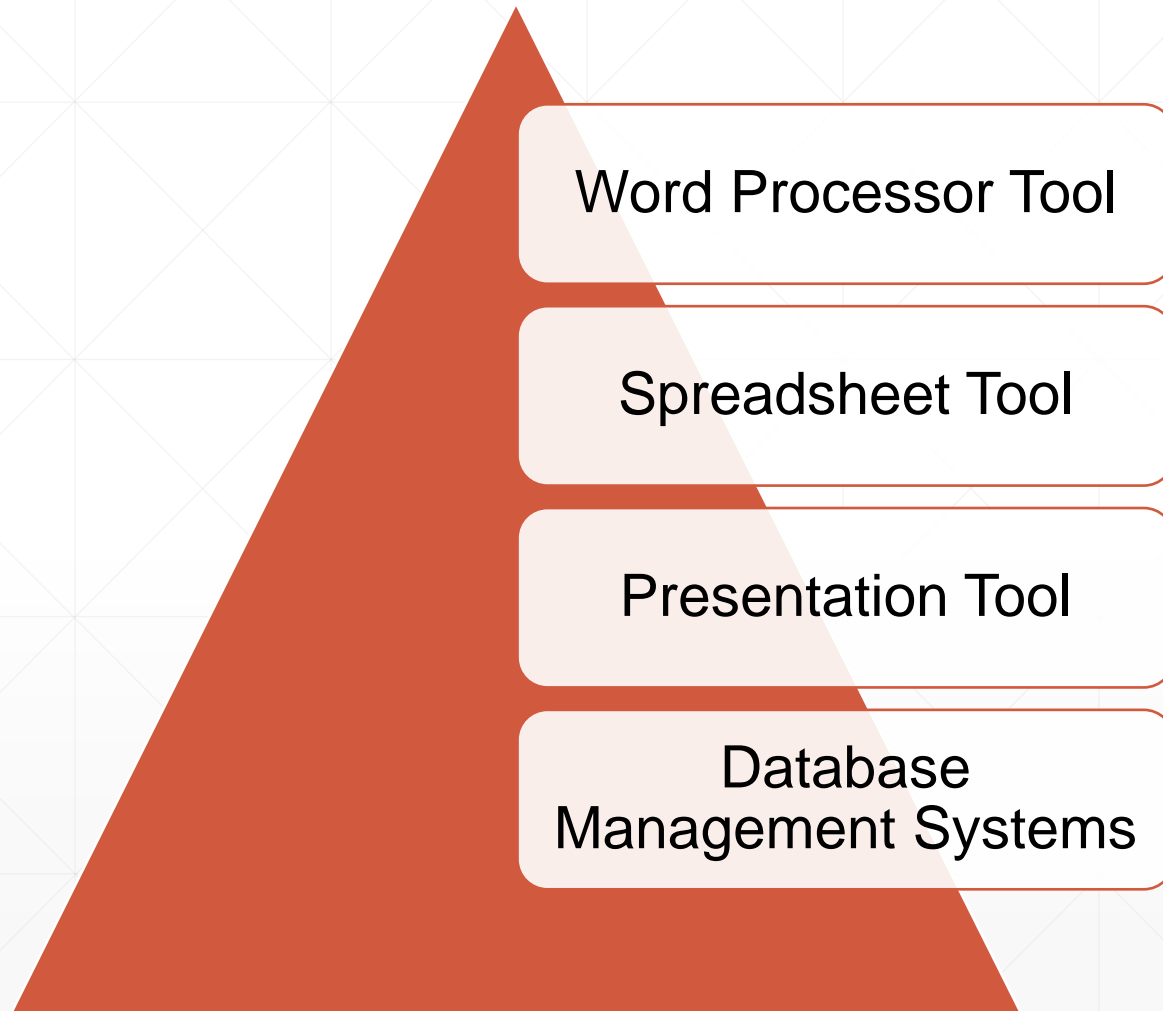 Word Processor Tool
Spreadsheet Tool
Presentation Tool
Database
Management Systems